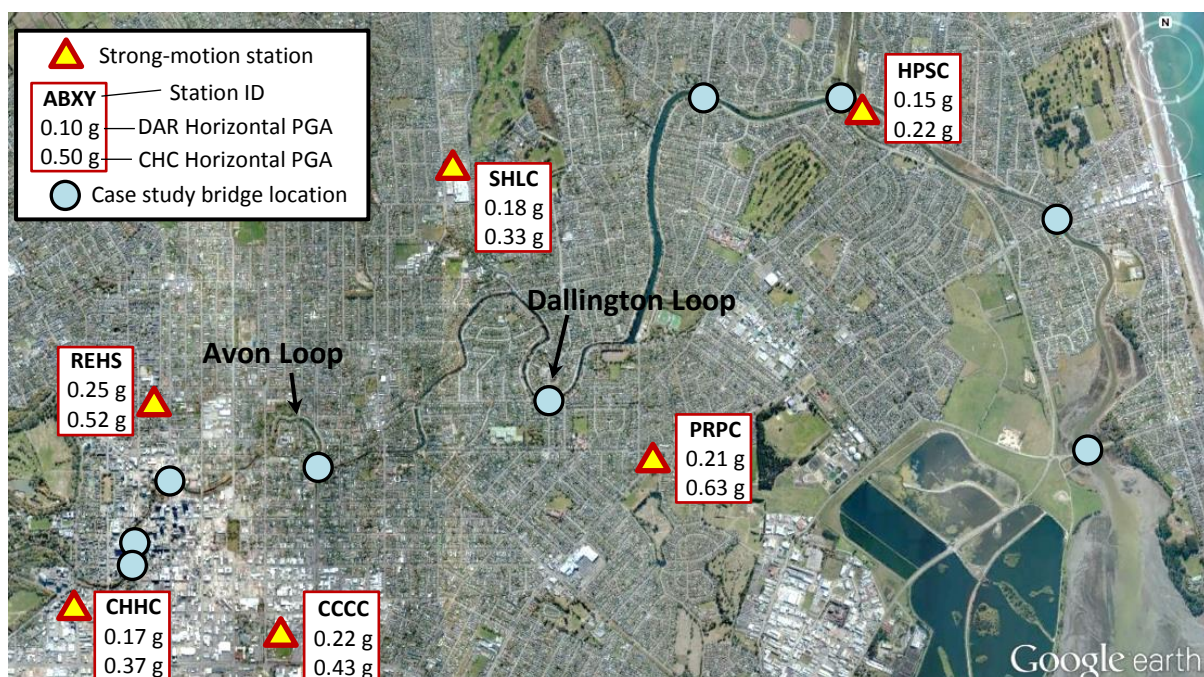 Strong-motion station
ABXY
Station ID
0.10 g
DAR Horizontal PGA
0.50 g
CHC Horizontal PGA
Case study bridge location
N
HPSC
0.15 g
0.22 g
SHLC
0.18 g
0.33 g
Dallington Loop
Avon Loop
REHS
0.25 g
0.52 g
PRPC
0.21 g
0.63 g
CHHC
0.17 g
0.37 g
CCCC
0.22 g
0.43 g
Google earth